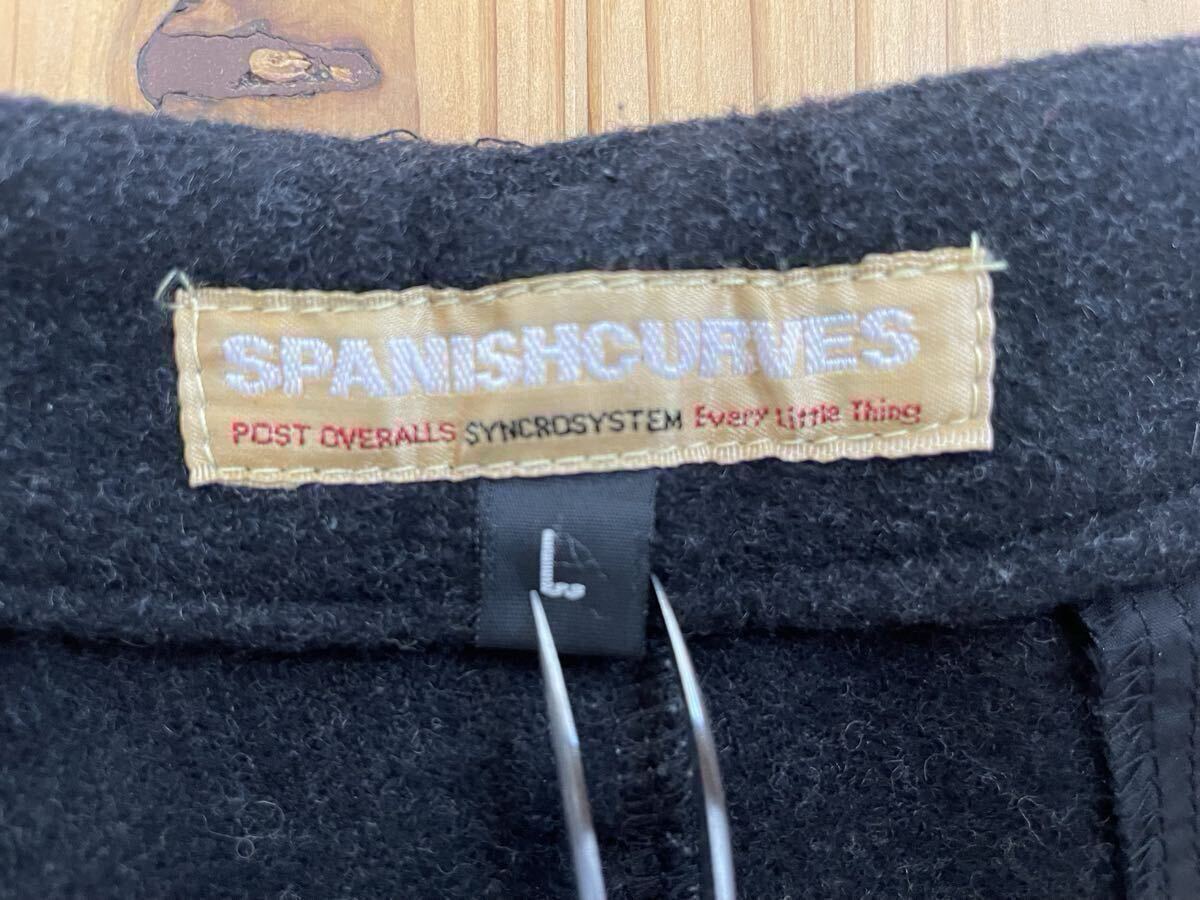 SPANISHCURVES
POST OVERALLS SYNCROSYSTEM Every Little Thing
L